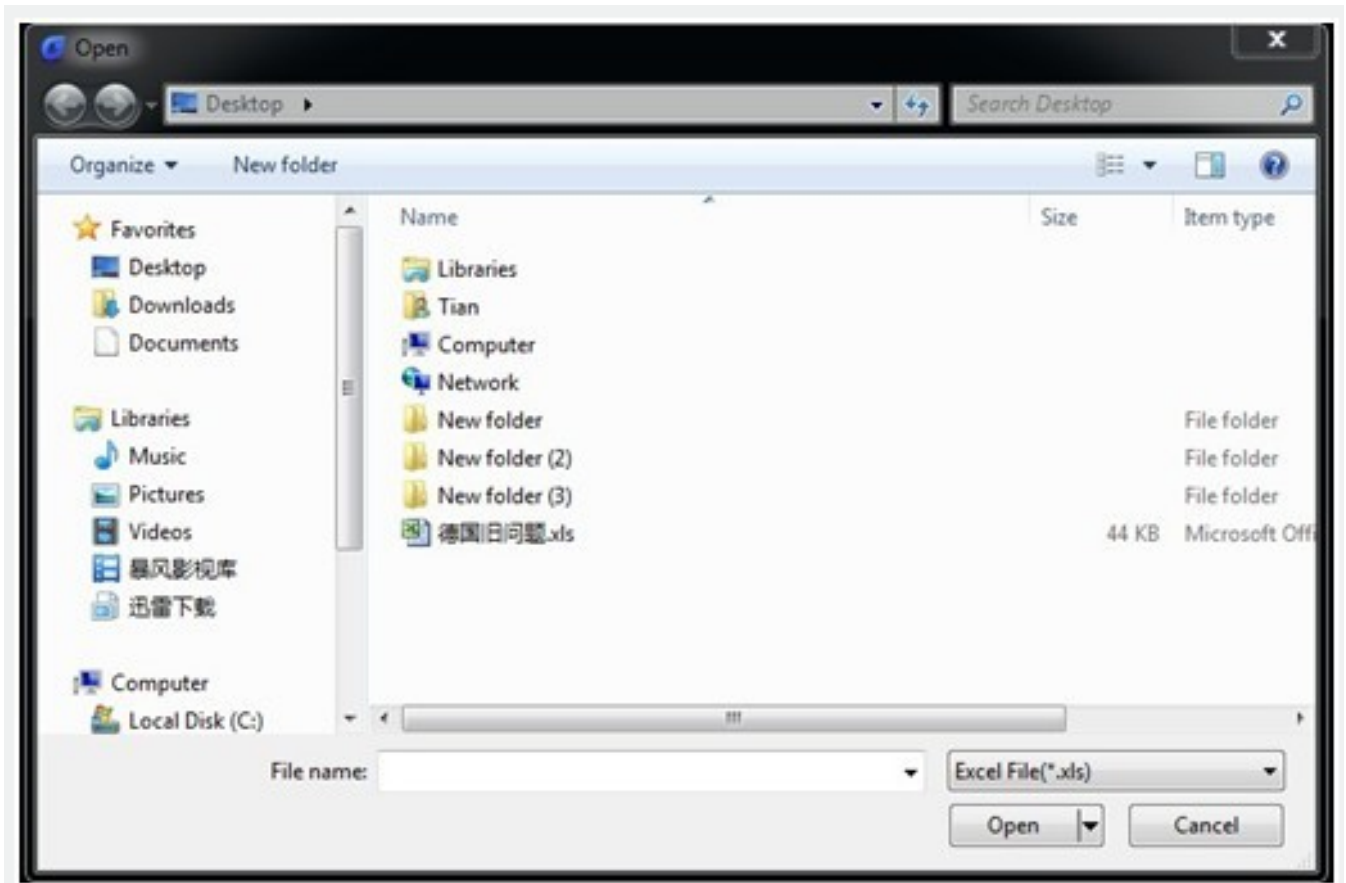 Open
Desktop
Search Desktop
Organize
New folder
Favorites
Desktop
Downloads
Documents
Libraries
Music
Pictures
Videos
暴风影视库
迅雷下载
Computer
Local Disk (C:)
Name Size Item type
Libraries
Tian
Computer
Network
New folder File folder
New folder (2) File folder
New folder (3) File folder
德国旧问题.xls 44 KB Microsoft Offi
File name:
Excel File(*.xls)
Open
Cancel